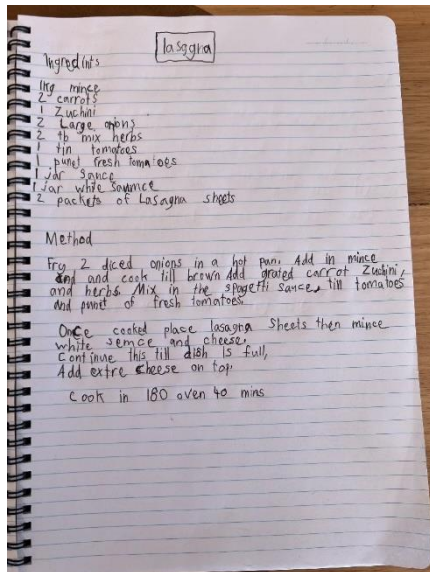 lasagna
Ingredints
1kg mince
2 carrots
1 Zuchini
2 Large onions
2 tb mix herbs
1 tin tomatoes
1 punet fresh tomatoes
1 jar Sance
1 jar white saunce
2 packets of Lasagna sheets
Method
Fry 2 diced onions in a hot pan. Add in mince
and and cook till brown Add grated carrot Zuchini,
and herbs. Mix in the spagetti sance, till tomatoes
and punet of fresh tomatoes
Once cooked place lasagna sheets then mince
white semce and cheese.
Continue this till dish is full,
Add extre cheese on top.
Cook in 180 oven 40 mins